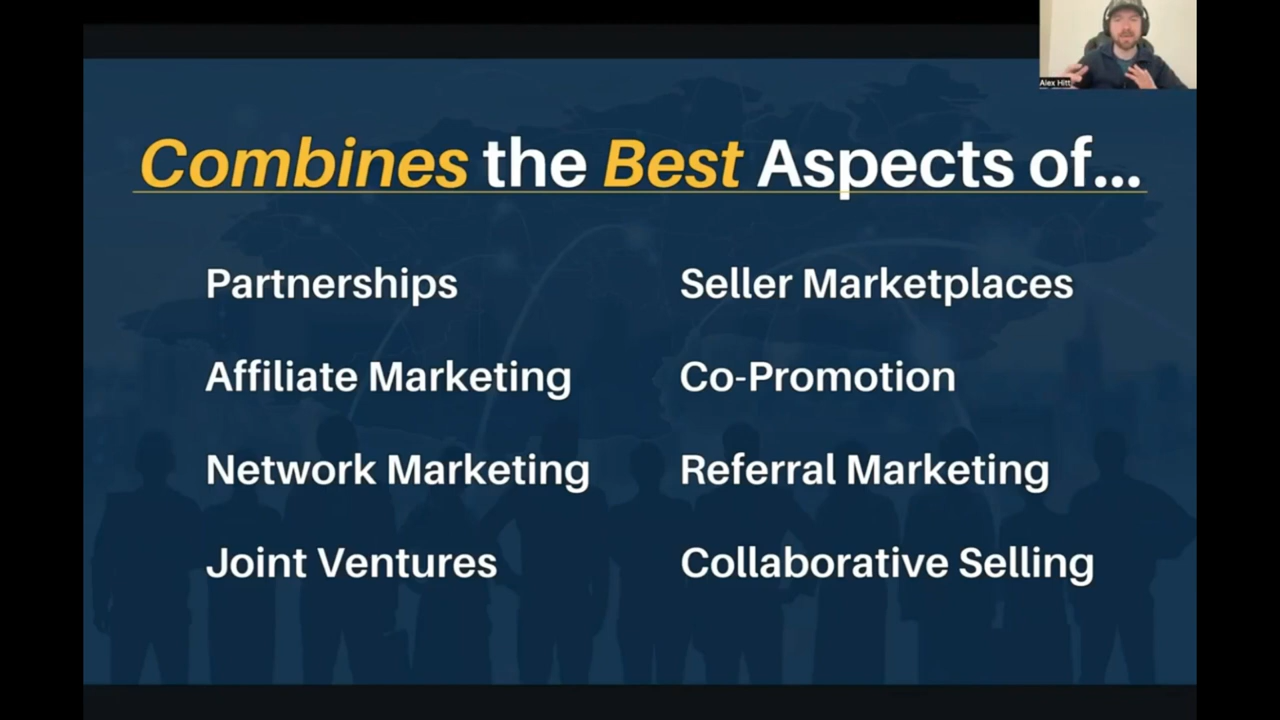 Combines the Best Aspects of...
Partnerships
Affiliate Marketing
Network Marketing
Joint Ventures
Seller Marketplaces
Co-Promotion
Referral Marketing
Collaborative Selling
Alex Hitt